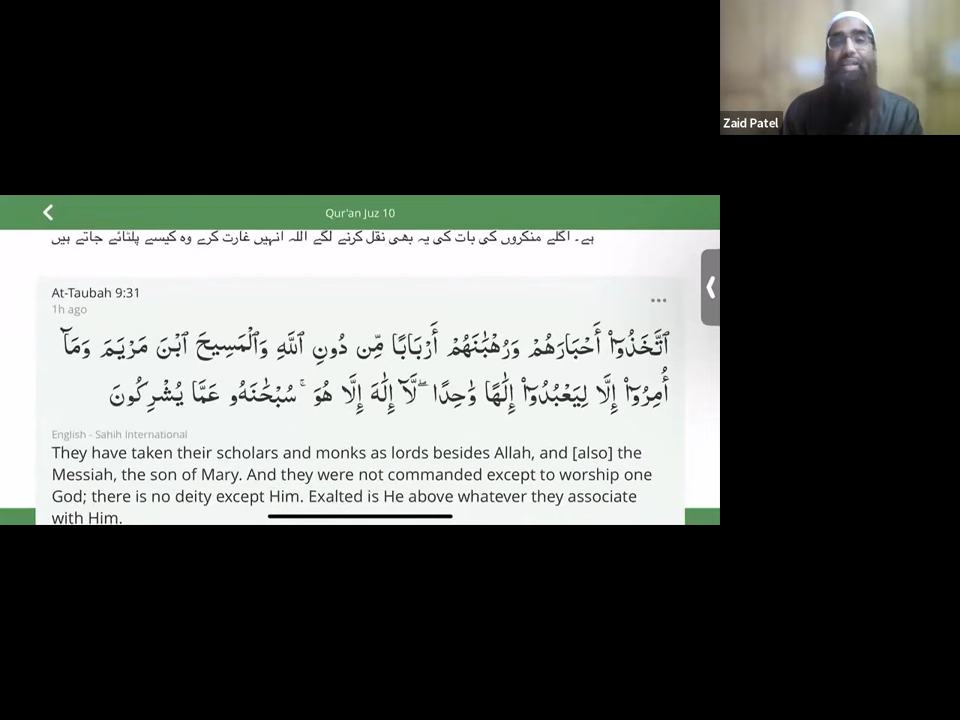 Zaid Patel
Qur'an Juz 10
ہے۔ اگلے منکروں کی بات کی یہ بھی نقل کرنے لگے اللہ انہیں غارت کرے وہ کیسے پلٹائے جاتے ہیں
At-Taubah 9:31
1h ago
ٱتَّخَذُوٓا۟ أَحْبَارَهُمْ وَرُهْبَـٰنَهُمْ أَرْبَابًا مِّن دُونِ ٱللَّهِ وَٱلْمَسِيحَ ٱبْنَ مَرْيَمَ وَمَآ
أُمِرُوٓا۟ إِلَّا لِيَعْبُدُوٓا۟ إِلَـٰهًا وَٰحِدًا ۖ لَّآ إِلَـٰهَ إِلَّا هُوَ ۚ سُبْحَـٰنَهُۥ عَمَّا يُشْرِكُونَ
English - Sahih International
They have taken their scholars and monks as lords besides Allah, and [also] the
Messiah, the son of Mary. And they were not commanded except to worship one
God; there is no deity except Him. Exalted is He above whatever they associate
with Him.